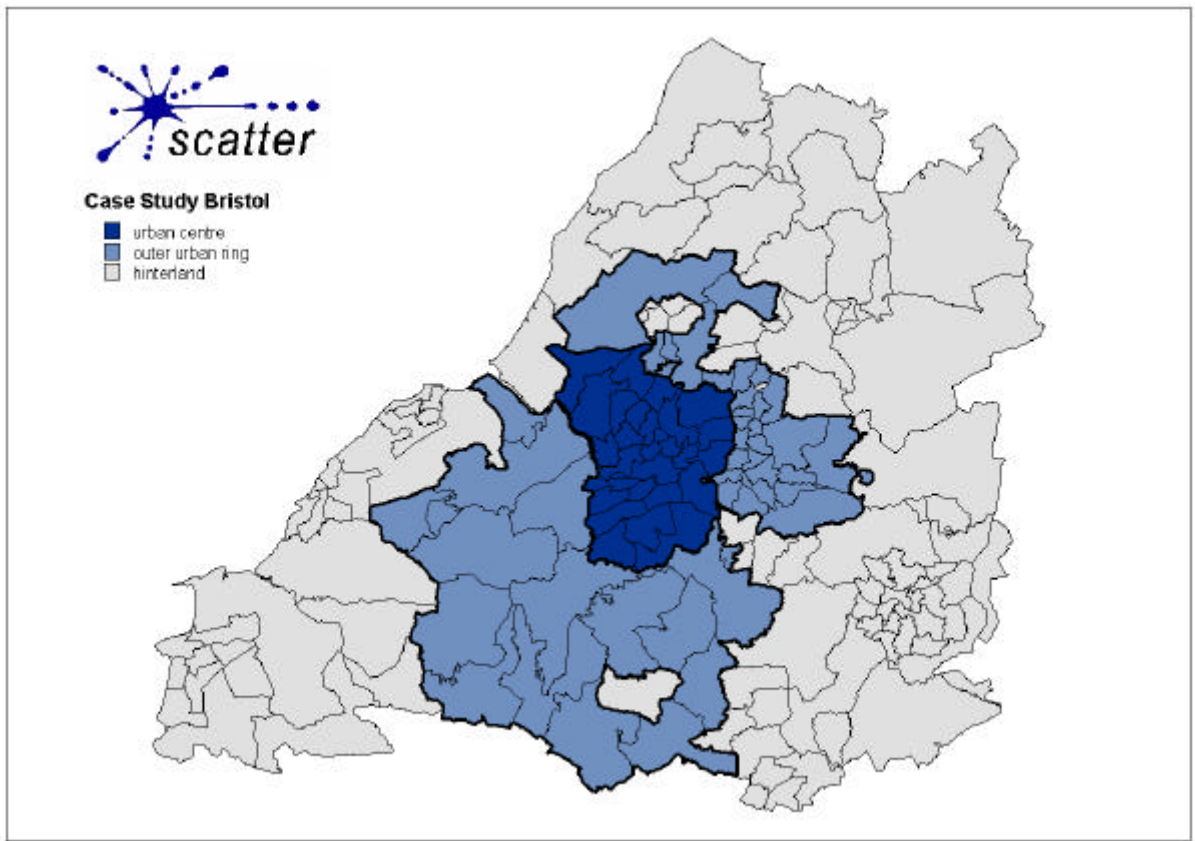 scatter
Case Study Bristol
urban centre
outer urban ring
hinterland